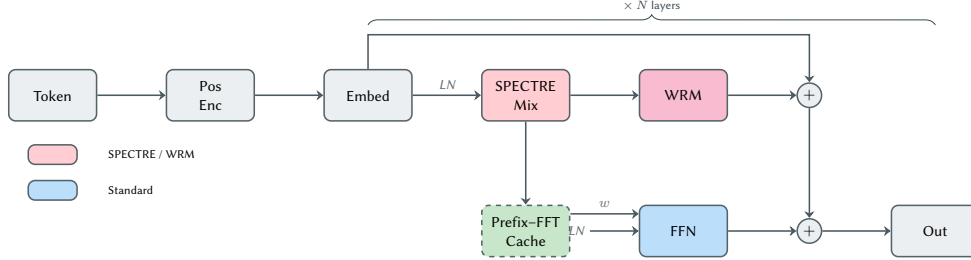 × N layers
Token
Pos
Enc
Embed
LN
SPECTRE
Mix
WRM
+
SPECTRE / WRM
Standard
Prefix–FFT
Cache
w
LN
FFN
+
Out